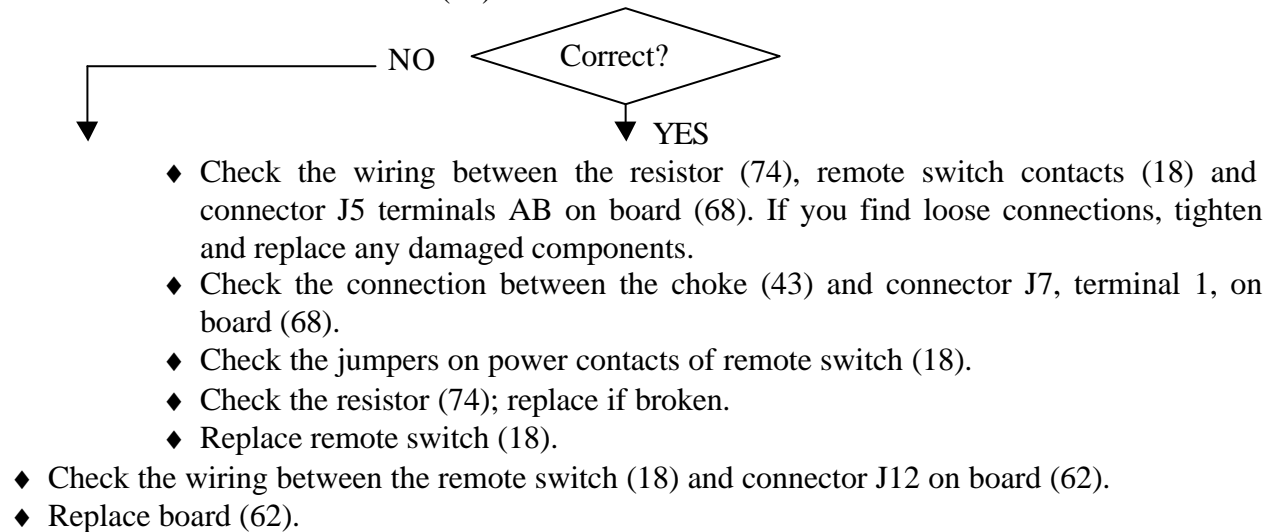 NO Correct?
YES
♦ Check the wiring between the resistor (74), remote switch contacts (18) and
connector J5 terminals AB on board (68). If you find loose connections, tighten
and replace any damaged components.
♦ Check the connection between the choke (43) and connector J7, terminal 1, on
board (68).
♦ Check the jumpers on power contacts of remote switch (18).
♦ Check the resistor (74); replace if broken.
♦ Replace remote switch (18).
♦ Check the wiring between the remote switch (18) and connector J12 on board (62).
♦ Replace board (62).